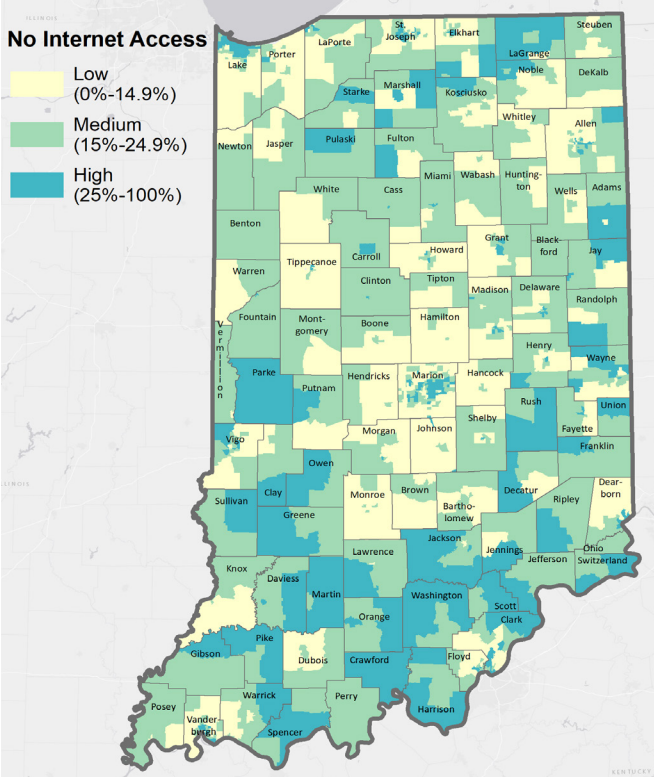 ILLINOIS
No Internet Access
Low
(0%-14.9%)
Medium
(15%-24.9%)
High
(25%-100%)
Lake
Porter
LaPorte
St.
Joseph
Elkhart
LaGrange
Steuben
Noble
DeKalb
Starke
Marshall
Kosciusko
Whitley
Allen
Newton
Jasper
Pulaski
Fulton
Miami
Wabash
Hunting-
ton
Wells
Adams
White
Cass
Benton
Carroll
Howard
Grant
Black-
ford
Jay
Warren
Tippecanoe
Clinton
Tipton
Madison
Delaware
Randolph
Fountain
Mont-
gomery
Boone
Hamilton
Henry
Wayne
Vermillion
Parke
Putnam
Hendricks
Marion
Hancock
Rush
Union
Fayette
Shelby
Morgan
Johnson
Franklin
Vigo
Owen
Clay
Sullivan
Greene
Monroe
Brown
Bartho-
lomew
Decatur
Ripley
Dear-
born
ILLINOIS
Jackson
Jennings
Jefferson
Ohio
Switzerland
Lawrence
Knox
Daviess
Martin
Orange
Washington
Scott
Clark
Gibson
Pike
Dubois
Crawford
Floyd
Harrison
Posey
Vander-
burgh
Warrick
Spencer
Perry
KENTUCKY